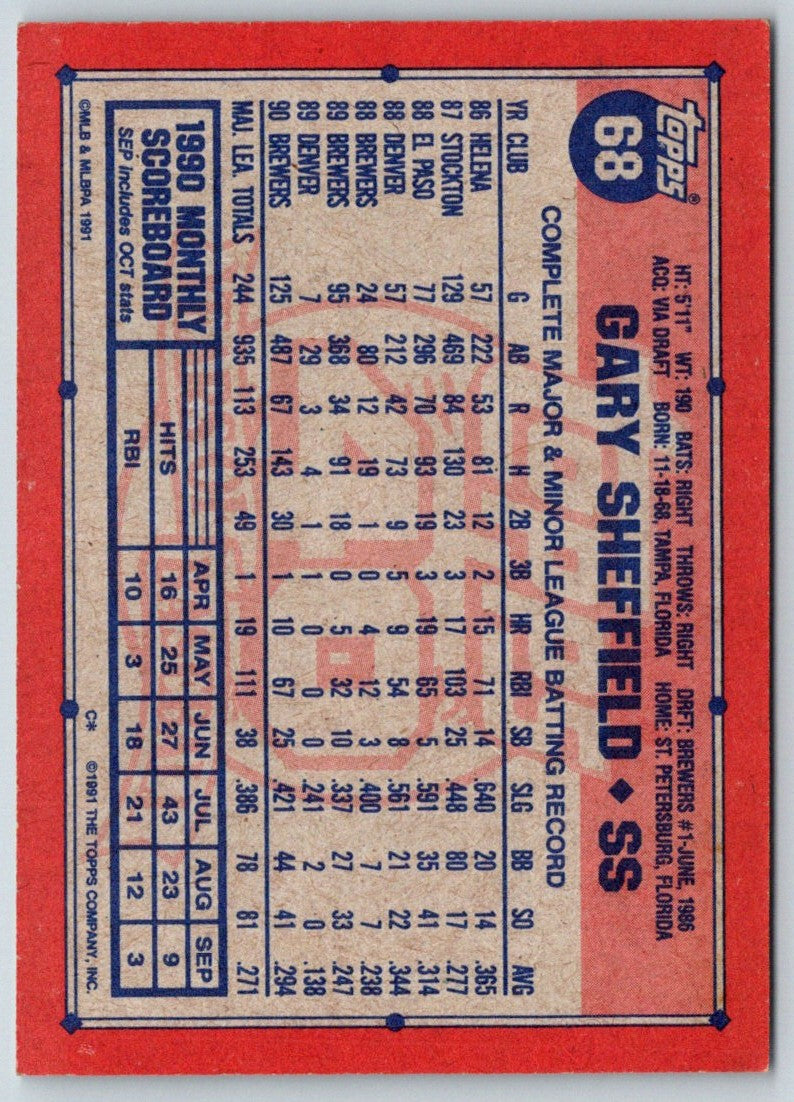 topps®
68
HT: 5'11" WT: 190 BATS: RIGHT THROWS: RIGHT DRFT: BREWERS #1-JUNE, 1986
ACQ: VIA DRAFT BORN: 11-18-68, TAMPA, FLORIDA HOME: ST. PETERSBURG, FLORIDA
GARY SHEFFIELD ♦ SS
COMPLETE MAJOR & MINOR LEAGUE BATTING RECORD
YR CLUB G AB R H 2B 3B HR RBI SB SLG BB SO AVG
86 HELENA 57 222 53 81 12 2 15 71 14 .640 20 14 .365
87 STOCKTON 129 469 84 130 23 3 17 103 25 .448 80 17 .277
88 EL PASO 77 296 70 93 19 3 19 65 5 .591 35 41 .314
88 DENVER 57 212 42 73 9 5 9 54 8 .561 21 22 .344
88 BREWERS 24 80 12 19 1 0 4 12 3 .400 7 7 .238
89 BREWERS 95 368 34 91 18 0 5 32 10 .337 27 33 .247
89 DENVER 7 29 3 4 1 1 0 0 0 .241 2 0 .138
90 BREWERS 125 487 67 143 30 1 10 67 25 .421 44 41 .294
MAJ. LEA. TOTALS 244 935 113 253 49 1 19 111 38 .386 78 81 .271
1990 MONTHLY
SCOREBOARD
SEP includes OCT stats
APR MAY JUN JUL AUG SEP
HITS 16 25 27 43 23 9
RBI 10 3 18 21 12 3
©MLB & MLBPA 1991
C* ©1991 THE TOPPS COMPANY, INC.